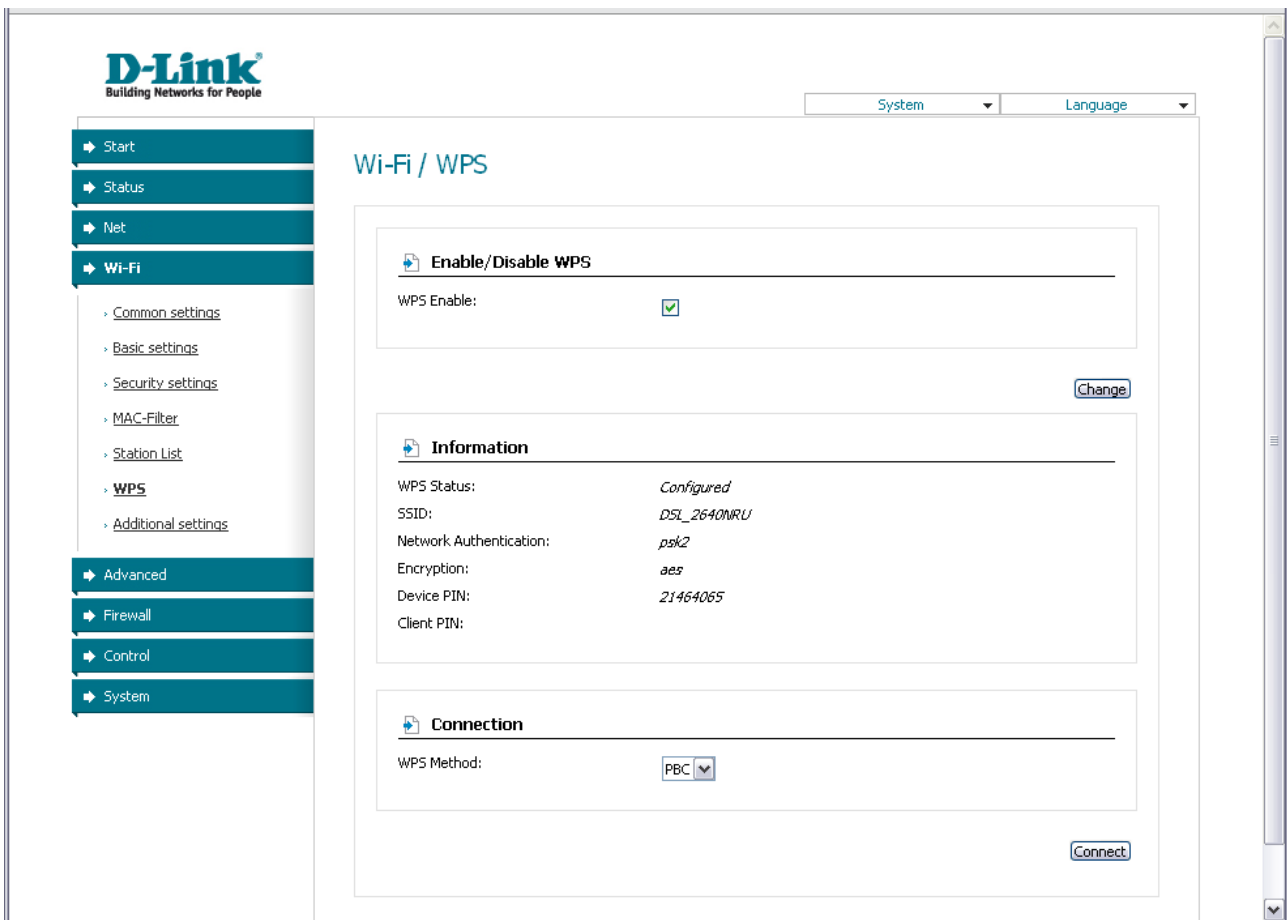 D-Link
Building Networks for People
System
Language
Start
Status
Net
Wi-Fi
Common settings
Basic settings
Security settings
MAC-Filter
Station List
WPS
Additional settings
Advanced
Firewall
Control
System
Wi-Fi / WPS
Enable/Disable WPS
WPS Enable:
Change
Information
WPS Status: Configured
SSID: DSL_2640NRU
Network Authentication: psk2
Encryption: aes
Device PIN: 21464065
Client PIN:
Connection
WPS Method: PBC
Connect